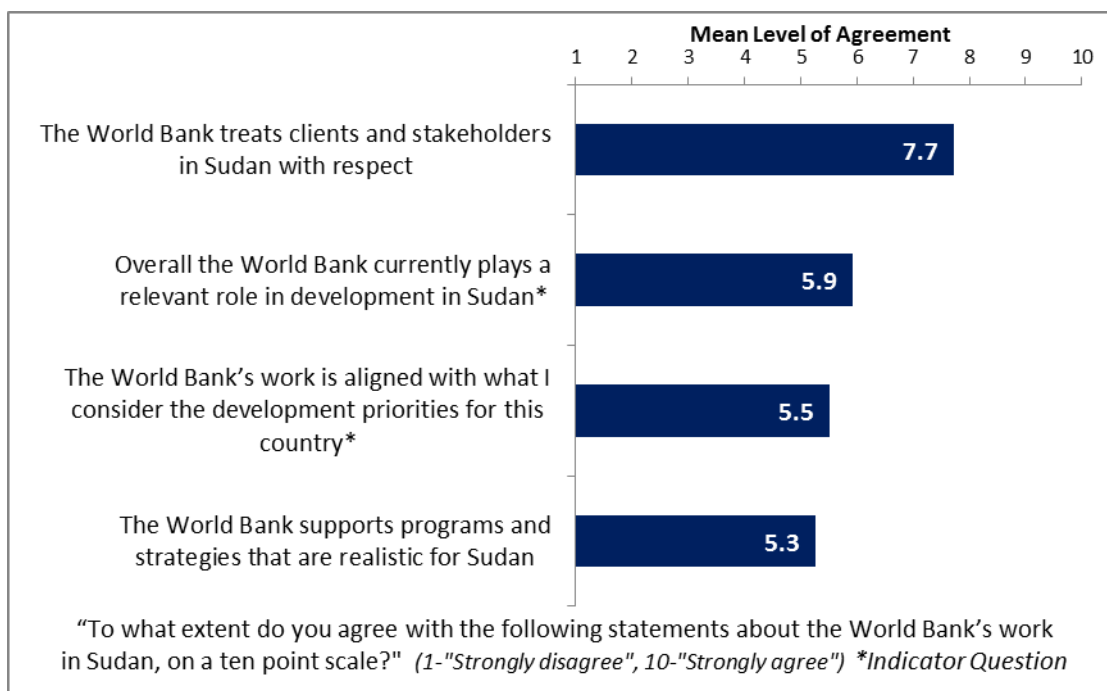 Mean Level of Agreement
1 2 3 4 5 6 7 8 9 10
The World Bank treats clients and stakeholders
in Sudan with respect
7.7
Overall the World Bank currently plays a
relevant role in development in Sudan*
5.9
The World Bank’s work is aligned with what I
consider the development priorities for this
country*
5.5
The World Bank supports programs and
strategies that are realistic for Sudan
5.3
“To what extent do you agree with the following statements about the World Bank’s work
in Sudan, on a ten point scale?" (1-"Strongly disagree", 10-"Strongly agree") *Indicator Question